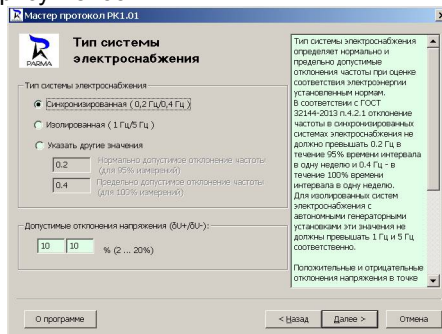 Мастер протокол РК1.01
PARMA
Тип системы
электроснабжения
Тип системы электроснабжения
Синхронизированная ( 0,2 Гц/0,4 Гц )
Изолированная ( 1 Гц/5 Гц )
Указать другие значения
0.2 Нормально допустимое отклонение частоты
(для 95% измерений)
0.4 Предельно допустимое отклонение частоты
(для 100% измерений)
Допустимые отклонения напряжения (δU+/δU-):
10 10 % (2 ... 20%)
Тип системы электроснабжения
определяет нормально и
предельно допустимые
отклонения частоты при оценке
соответствия электроэнергии
установленным нормам.
В соответствии с ГОСТ
32144-2013 п.4.2.1 отклонение
частоты в синхронизированных
системах электроснабжения не
должно превышать 0.2 Гц в
течение 95% времени интервала
в одну неделю и 0.4 Гц - в
течение 100% времени
интервала в одну неделю.
Для изолированных систем
электроснабжения с
автономными генераторными
установками эти значения не
должны превышать 1 Гц и 5 Гц
соответственно.
Положительные и отрицательные
отклонения напряжения в точке
О программе
< Назад
Далее >
Отмена